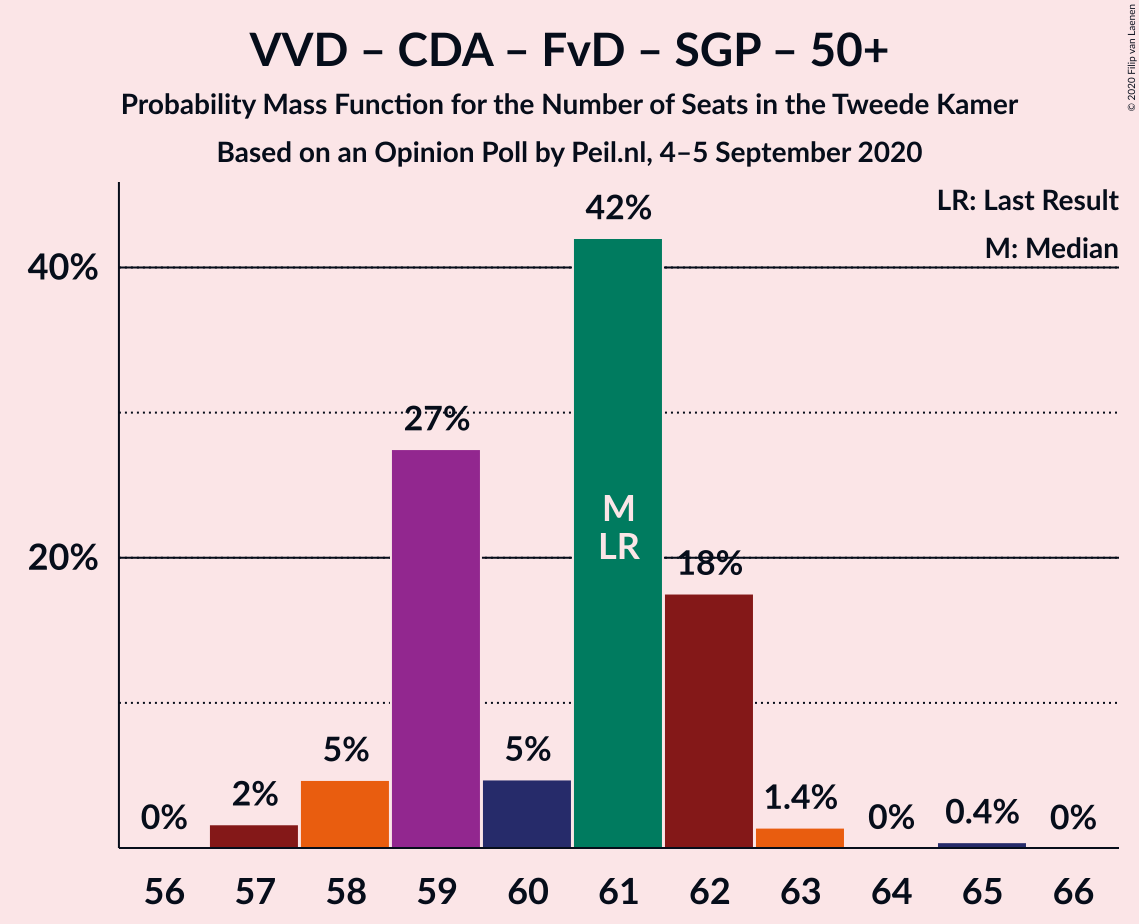 VVD – CDA – FvD – SGP – 50+
Probability Mass Function for the Number of Seats in the Tweede Kamer
Based on an Opinion Poll by Peil.nl, 4–5 September 2020
© 2020 Filip van Laenen
LR: Last Result
M: Median
40%
20%
0%
2%
5%
27%
5%
42%
18%
1.4%
0%
0.4%
0%
M
LR
56 57 58 59 60 61 62 63 64 65 66